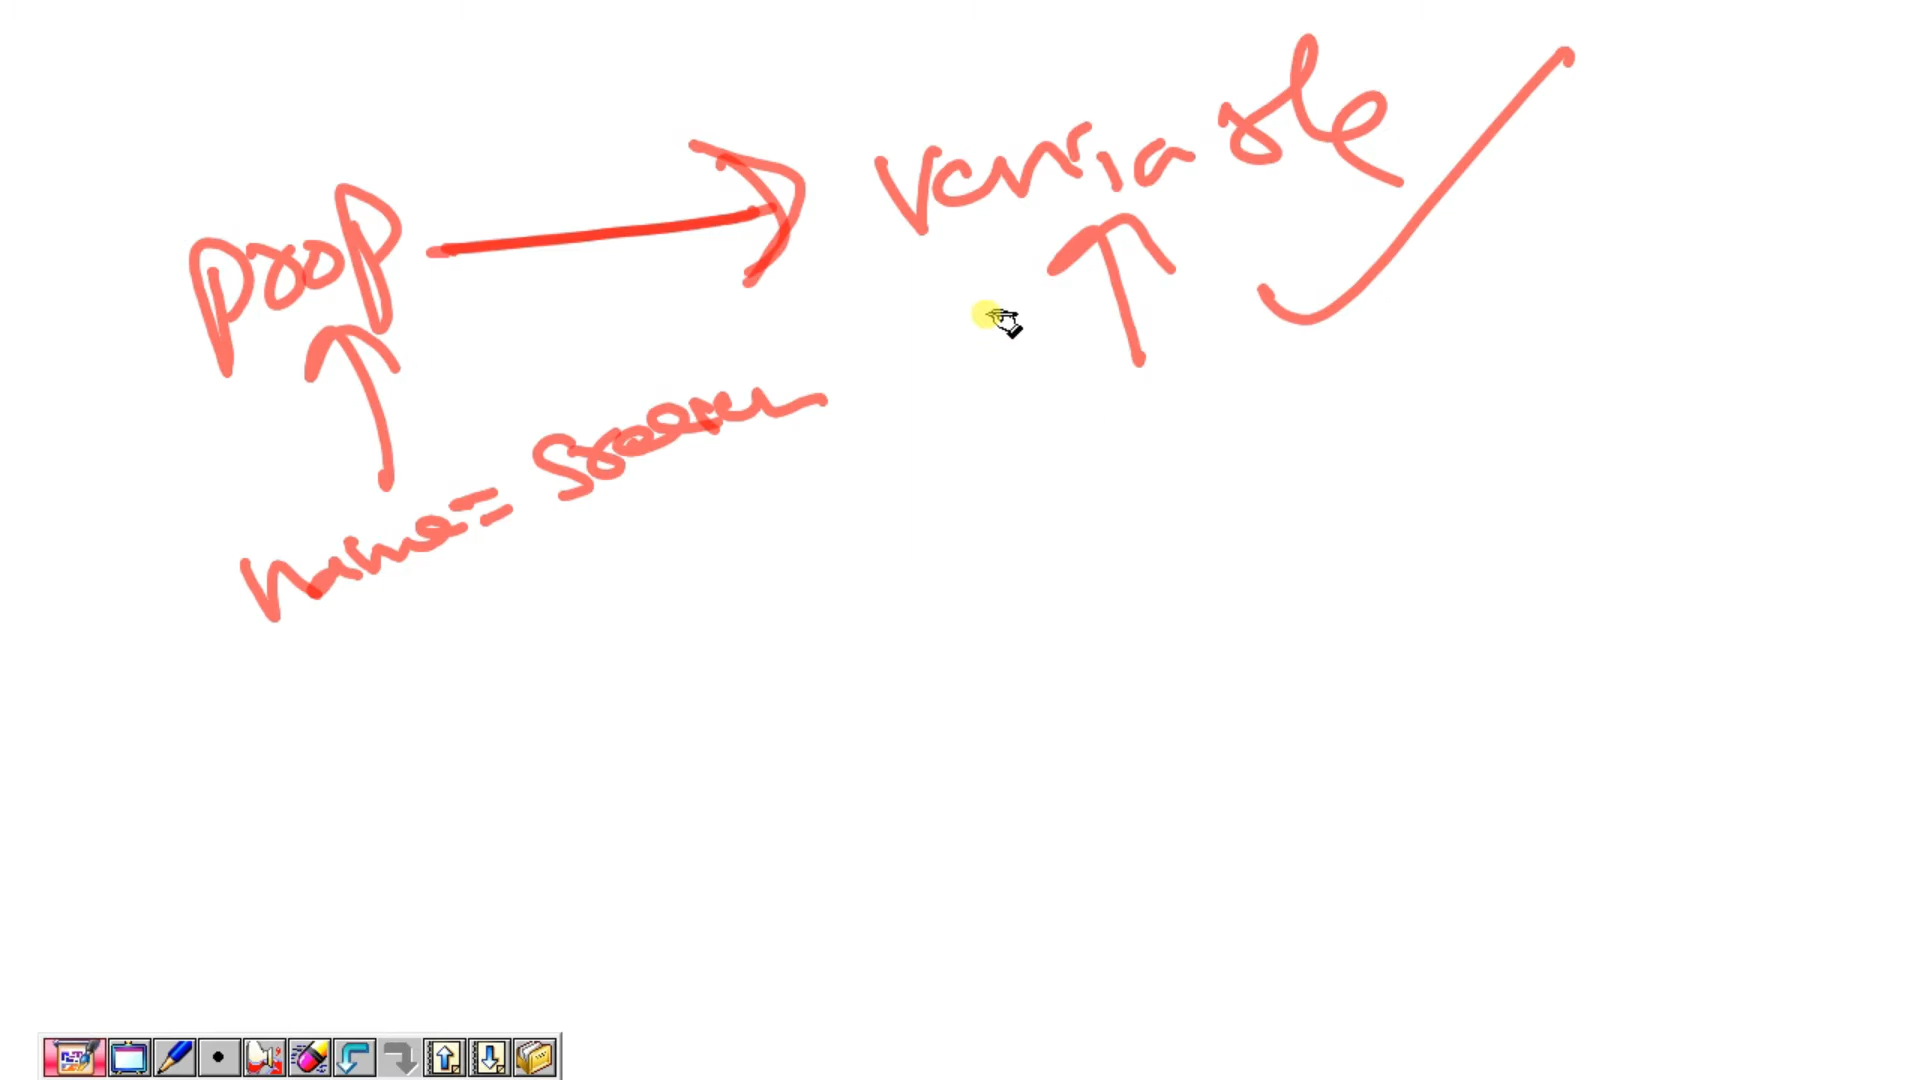 prop → variable
name =